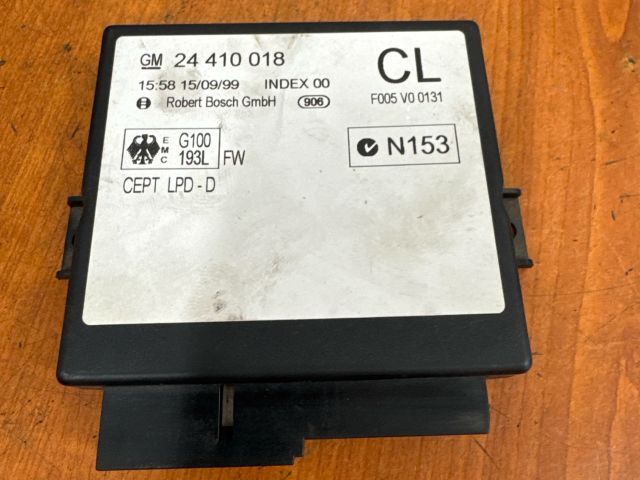 GM 24 410 018
CL
15:58 15/09/99 INDEX 00
Robert Bosch GmbH 906
F005 V0 0131
EMC G100 193L FW
N153
CEPT LPD - D